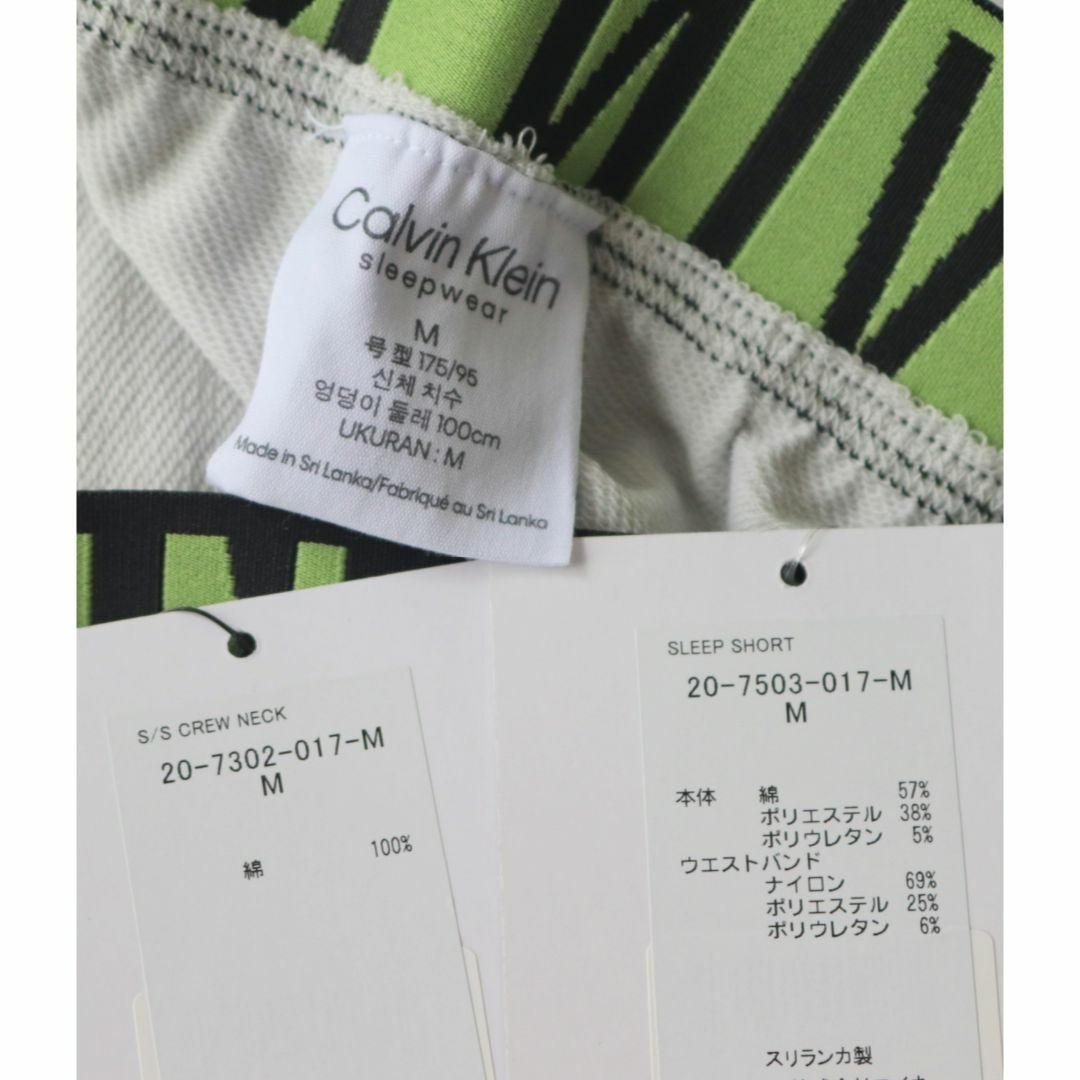 Calvin Klein
sleepwear
M
号型 175/95
신체 치수
엉덩이 둘레 100cm
UKURAN : M
Made in Sri Lanka/Fabriqué au Sri Lanka
S/S CREW NECK
20-7302-017-M
M
綿 100%
SLEEP SHORT
20-7503-017-M
M
本体 綿 57%
ポリエステル 38%
ポリウレタン 5%
ウエストバンド
ナイロン 69%
ポリエステル 25%
ポリウレタン 6%
スリランカ製